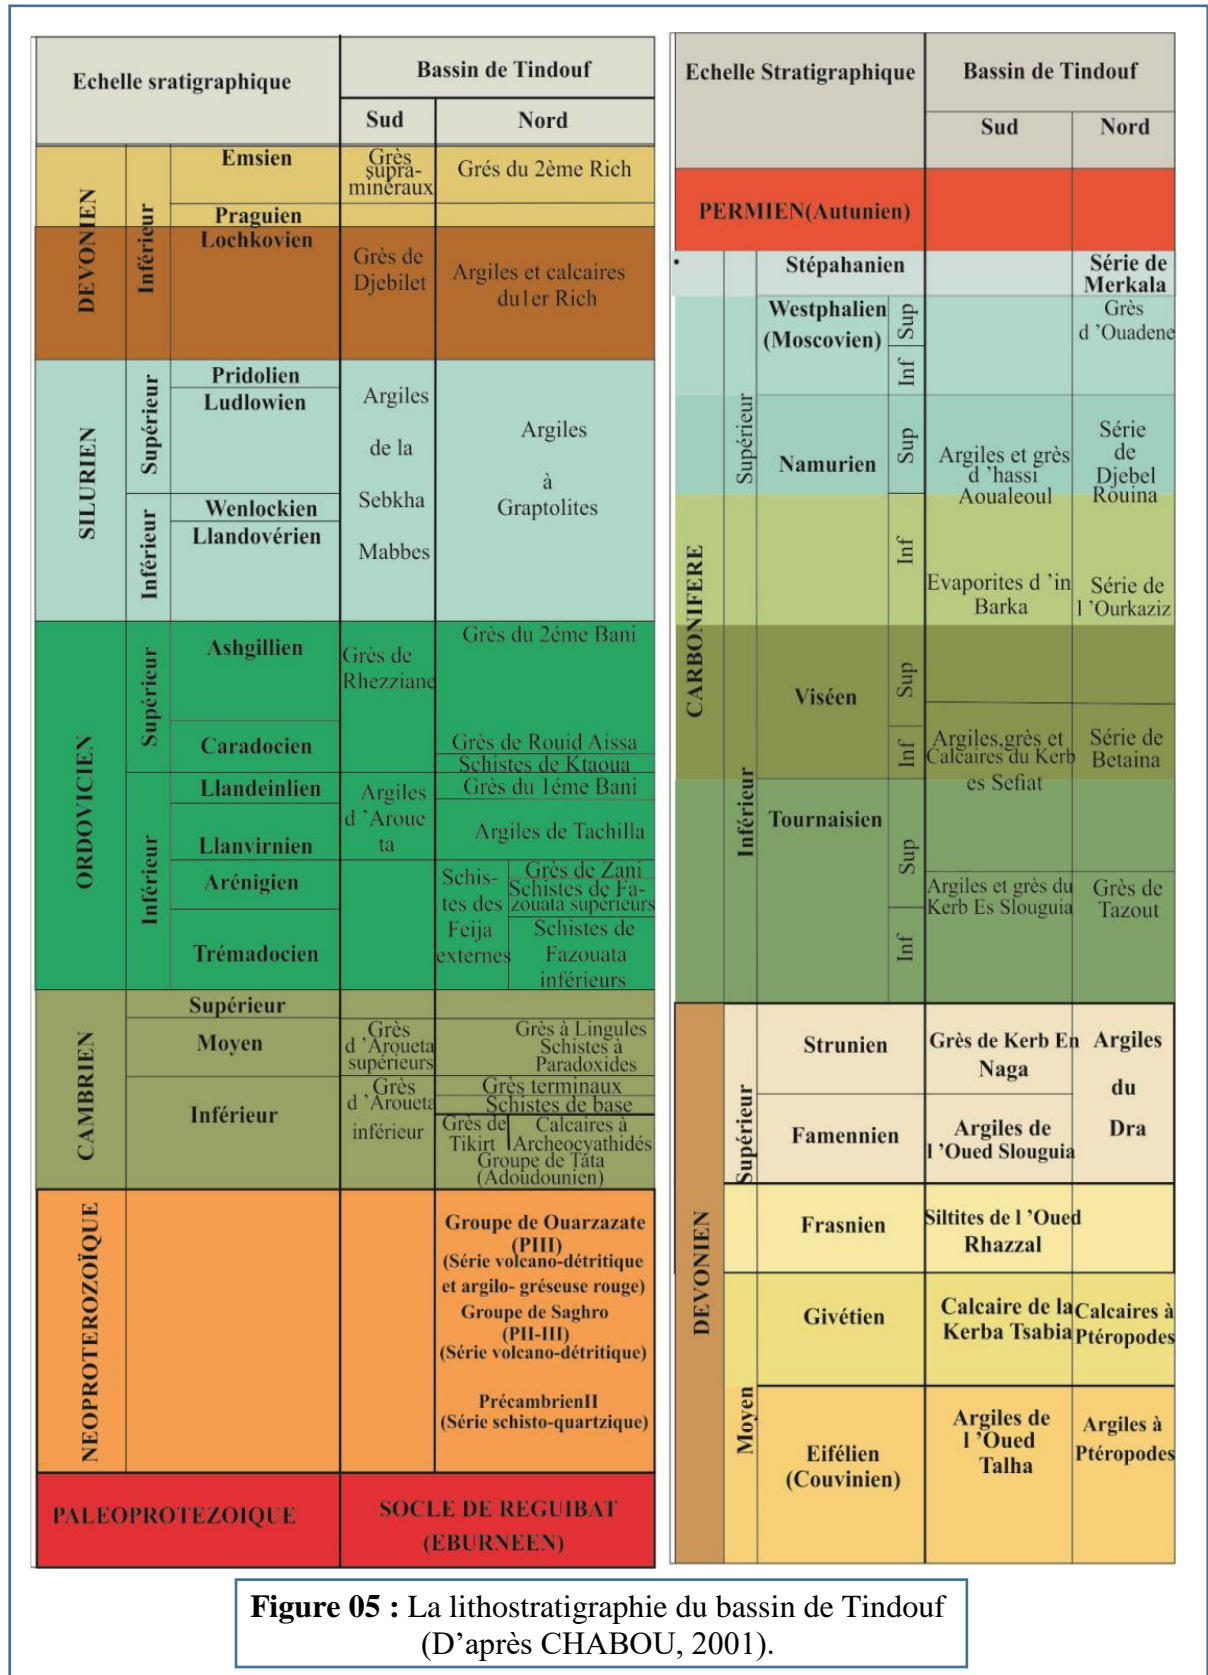 Echelle sratigraphique
Bassin de Tindouf
Sud
Nord
DEVONIEN
Inférieur
Emsien
Grès
supra-
minéraux
Grés du 2ème Rich
Praguien
Lochkovien
Grès de
Djebilet
Argiles et calcaires
du1er Rich
SILURIEN
Supérieur
Pridolien
Ludlowien
Inférieur
Wenlockien
Llandovérien
Argiles
de la
Sebkha
Mabbes
Argiles
à
Graptolites
ORDOVICIEN
Supérieur
Ashgillien
Grès de
Rhezziane
Grès du 2éme Bani
Caradocien
Grès de Rouid Aissa
Schistes de Ktaoua
Inférieur
Llandeinlien
Argiles
d ’Aroue
ta
Grès du 1éme Bani
Llanvirnien
Argiles de Tachilla
Arénigien
Schis-
tes des
Feija
externes
Grès de Zani
Schistes de Fa-
zouata supérieurs
Trémadocien
Schistes de
Fazouata
inférieurs
CAMBRIEN
Supérieur
Moyen
Grès
d ’Aroueta
supérieurs
Grès à Lingules
Schistes à
Paradoxides
Inférieur
Grès
d ’Aroueta
inférieur
Grès terminaux
Schistes de base
Grès de
Tikirt
Calcaires à
Archeocyathidés
Groupe de Tata
(Adoudounien)
NEOPROTEROZOÏQUE
Groupe de Ouarzazate
(PIII)
(Série volcano-détritique
et argilo- gréseuse rouge)
Groupe de Saghro
(PII-III)
(Série volcano-détritique)
PrécambrienII
(Série schisto-quartzique)
PALEOPROTEZOIQUE
SOCLE DE REGUIBAT
(EBURNEEN)
Echelle Stratigraphique
Bassin de Tindouf
Sud
Nord
PERMIEN(Autunien)
CARBONIFERE
Supérieur
Stépahanien
Série de
Merkala
Westphalien
(Moscovien)
Sup
Inf
Grès
d ’Ouadene
Namurien
Sup
Inf
Argiles et grès
d ’hassi
Aoualeoul
Série
de
Djebel
Rouina
Evaporites d ’in
Barka
Série de
l ’Ourkaziz
Inférieur
Viséen
Sup
Inf
Argiles,grès et
Calcaires du Kerb
es Sefiat
Série de
Betaina
Tournaisien
Sup
Inf
Argiles et grès du
Kerb Es Slouguia
Grès de
Tazout
DEVONIEN
Supérieur
Strunien
Grès de Kerb En
Naga
Argiles
du
Dra
Famennien
Argiles de
l ’Oued Slouguia
Frasnien
Siltites de l ’Oued
Rhazzal
Moyen
Givétien
Calcaire de la
Kerba Tsabia
Calcaires à
Ptéropodes
Eifélien
(Couvinien)
Argiles de
l ’Oued
Talha
Argiles à
Ptéropodes
Figure 05 : La lithostratigraphie du bassin de Tindouf
(D’après CHABOU, 2001).